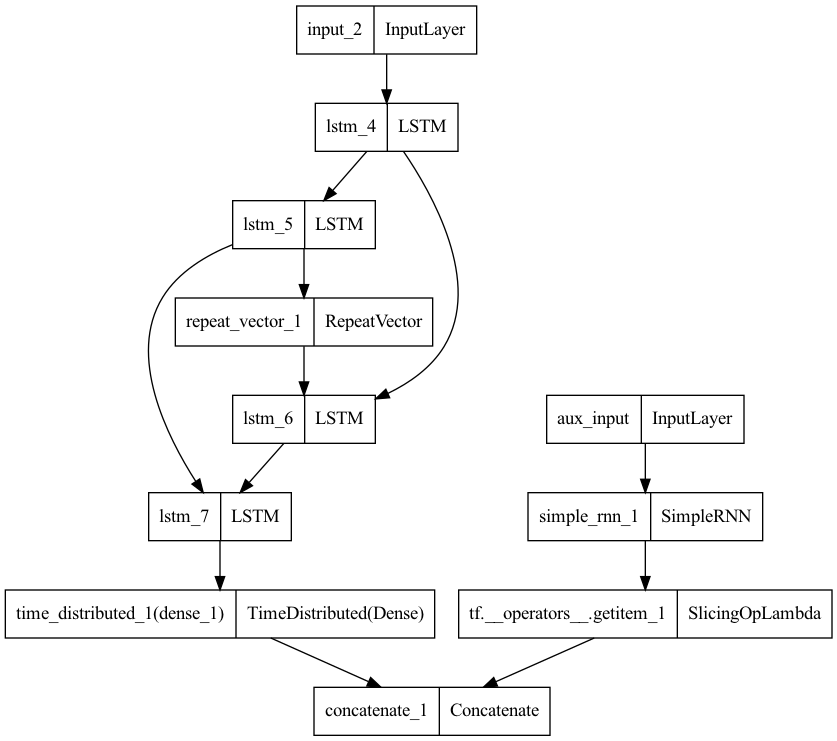 input_2 InputLayer
lstm_4 LSTM
lstm_5 LSTM
repeat_vector_1 RepeatVector
lstm_6 LSTM
aux_input InputLayer
lstm_7 LSTM
simple_rnn_1 SimpleRNN
time_distributed_1(dense_1) TimeDistributed(Dense)
tf.__operators__.getitem_1 SlicingOpLambda
concatenate_1 Concatenate